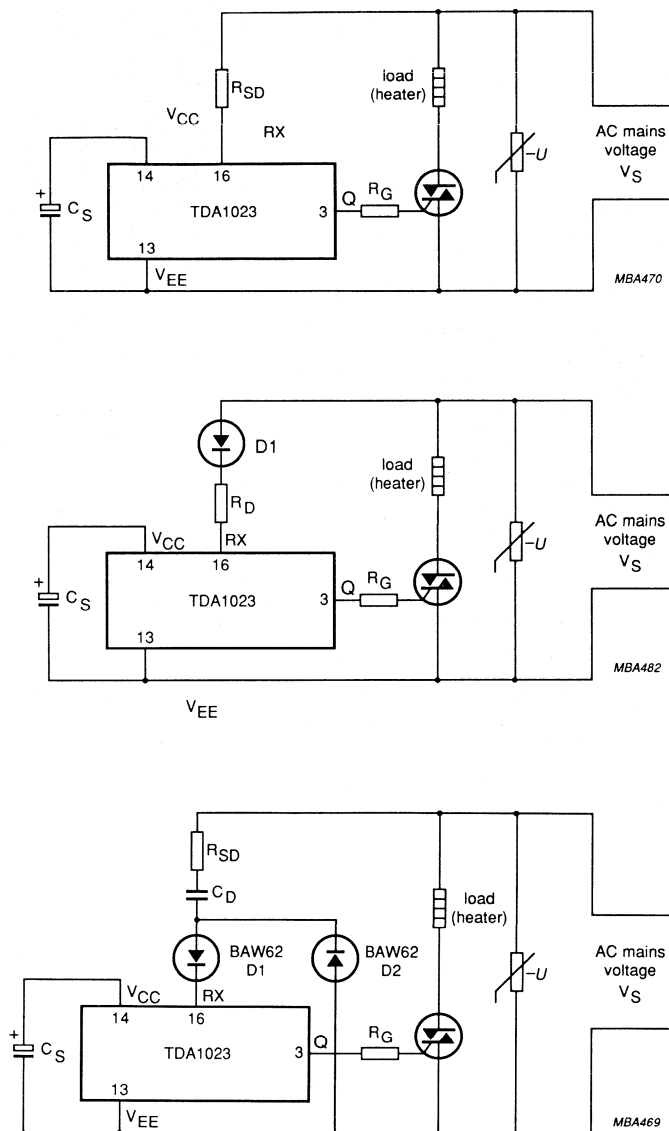 RSD
load
(heater)
VCC
RX
–U
AC mains
voltage
VS
+
CS
14
16
TDA1023
3
Q
RG
13
VEE
MBA470
D1
load
(heater)
RD
VCC
RX
–U
AC mains
voltage
VS
+
CS
14
16
TDA1023
3
Q
RG
13
VEE
MBA482
RSD
CD
load
(heater)
BAW62
D1
BAW62
D2
–U
AC mains
voltage
VS
VCC
RX
+
CS
14
16
TDA1023
3
Q
RG
13
VEE
MBA469